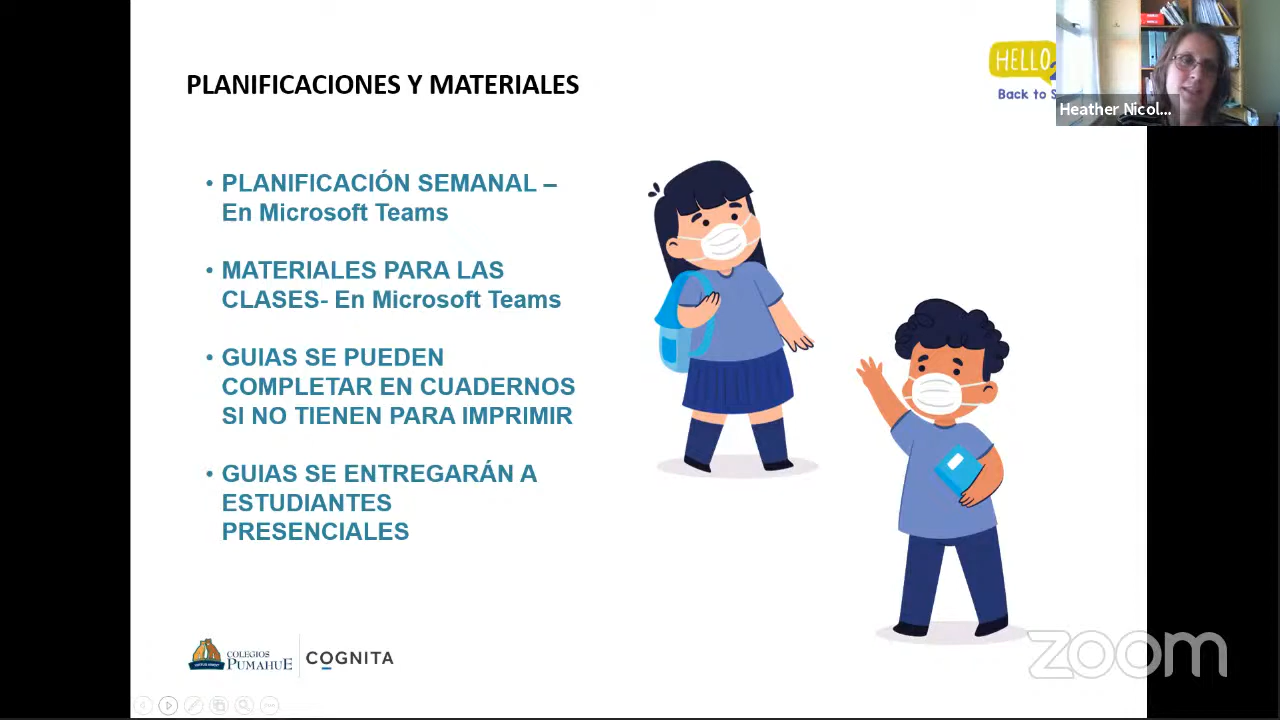 PLANIFICACIONES Y MATERIALES
HELLO
Back to S
Heather Nicol...
• PLANIFICACIÓN SEMANAL –
En Microsoft Teams
• MATERIALES PARA LAS
CLASES- En Microsoft Teams
• GUIAS SE PUEDEN
COMPLETAR EN CUADERNOS
SI NO TIENEN PARA IMPRIMIR
• GUIAS SE ENTREGARÁN A
ESTUDIANTES
PRESENCIALES
COLEGIOS
PUMAHUE
COGNITA
zoom